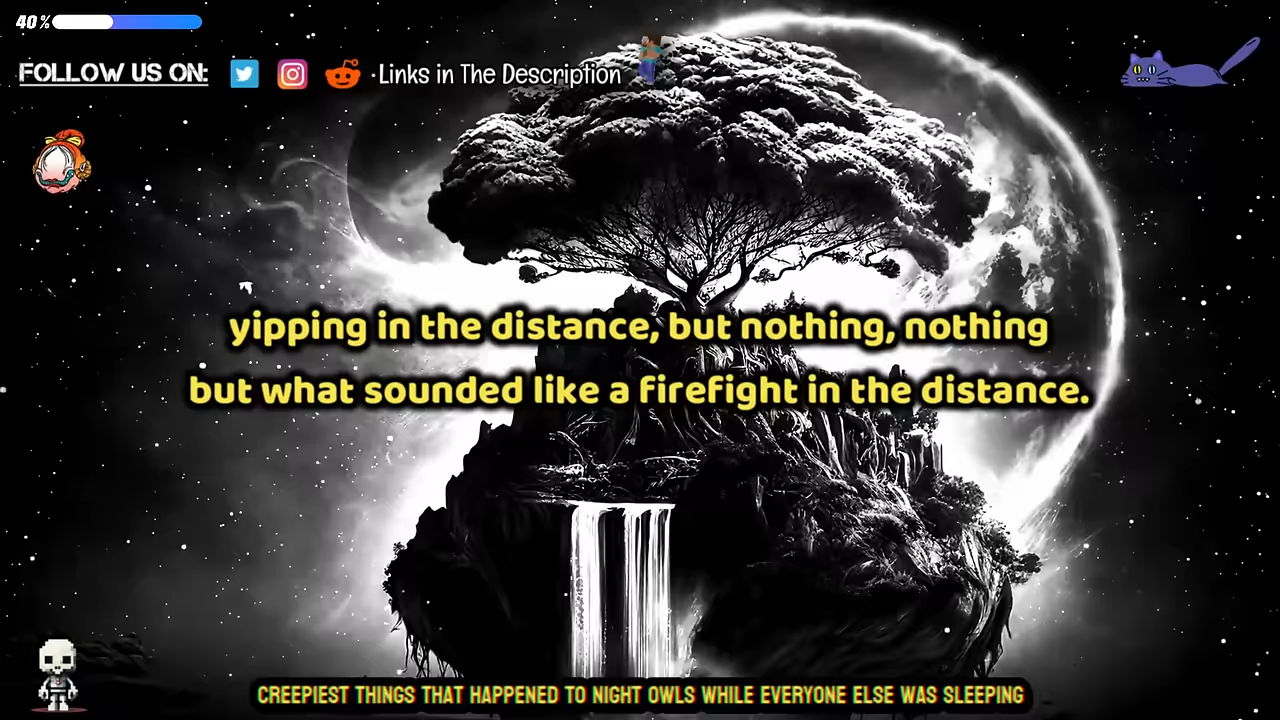 40%
FOLLOW US ON:
·Links in The Description
yipping in the distance, but nothing, nothing
but what sounded like a firefight in the distance.
CREEPIEST THINGS THAT HAPPENED TO NIGHT OWLS WHILE EVERYONE ELSE WAS SLEEPING